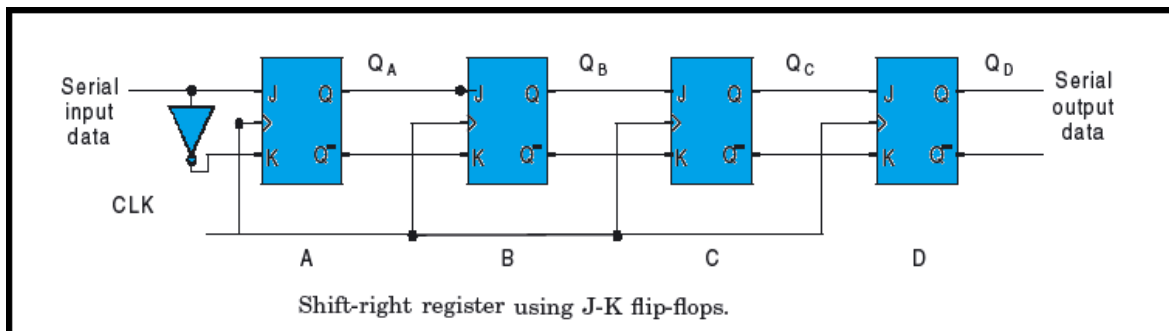 Q_A Q_B Q_C Q_D
Serial input data
J Q J Q J Q J Q
Serial output data
K Q̅ K Q̅ K Q̅ K Q̅
CLK
A B C D
Shift-right register using J-K flip-flops.